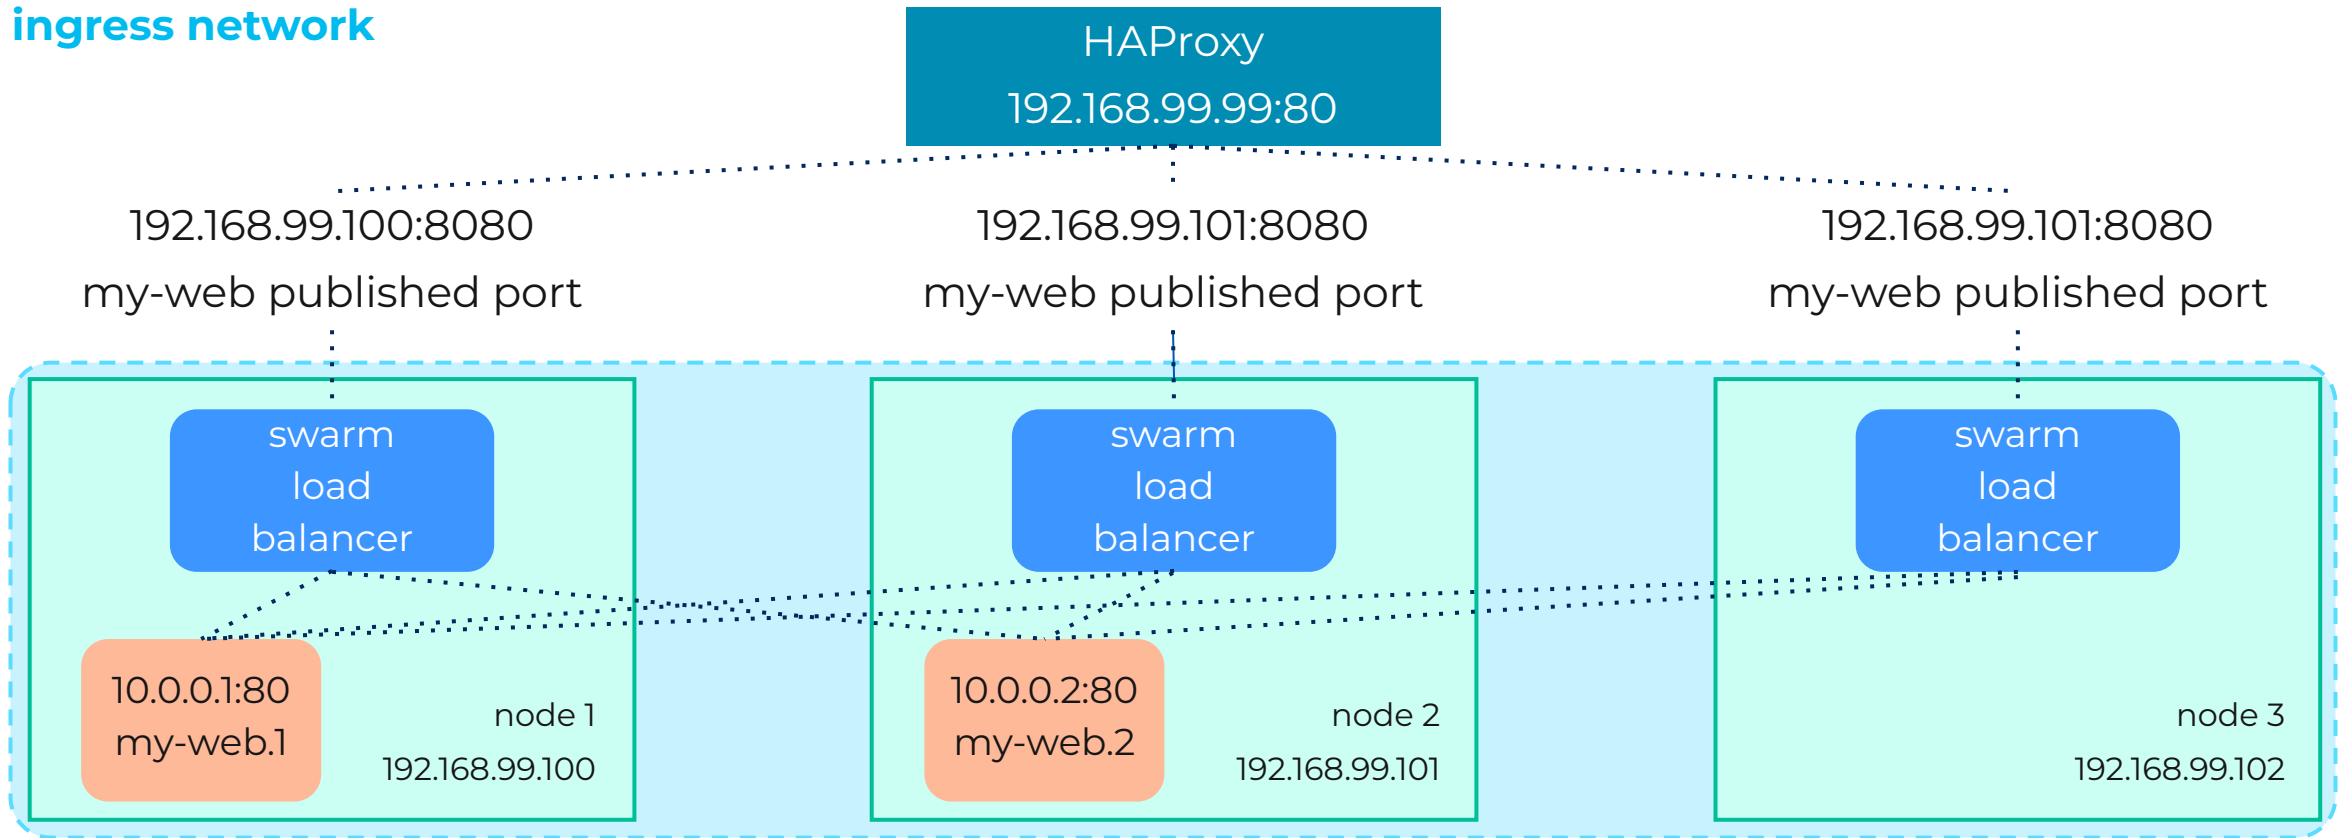 ingress network
HAProxy
192.168.99.99:80
192.168.99.100:8080
my-web published port
192.168.99.101:8080
my-web published port
192.168.99.101:8080
my-web published port
swarm
load
balancer
swarm
load
balancer
swarm
load
balancer
10.0.0.1:80
my-web.1
node 1
192.168.99.100
10.0.0.2:80
my-web.2
node 2
192.168.99.101
node 3
192.168.99.102